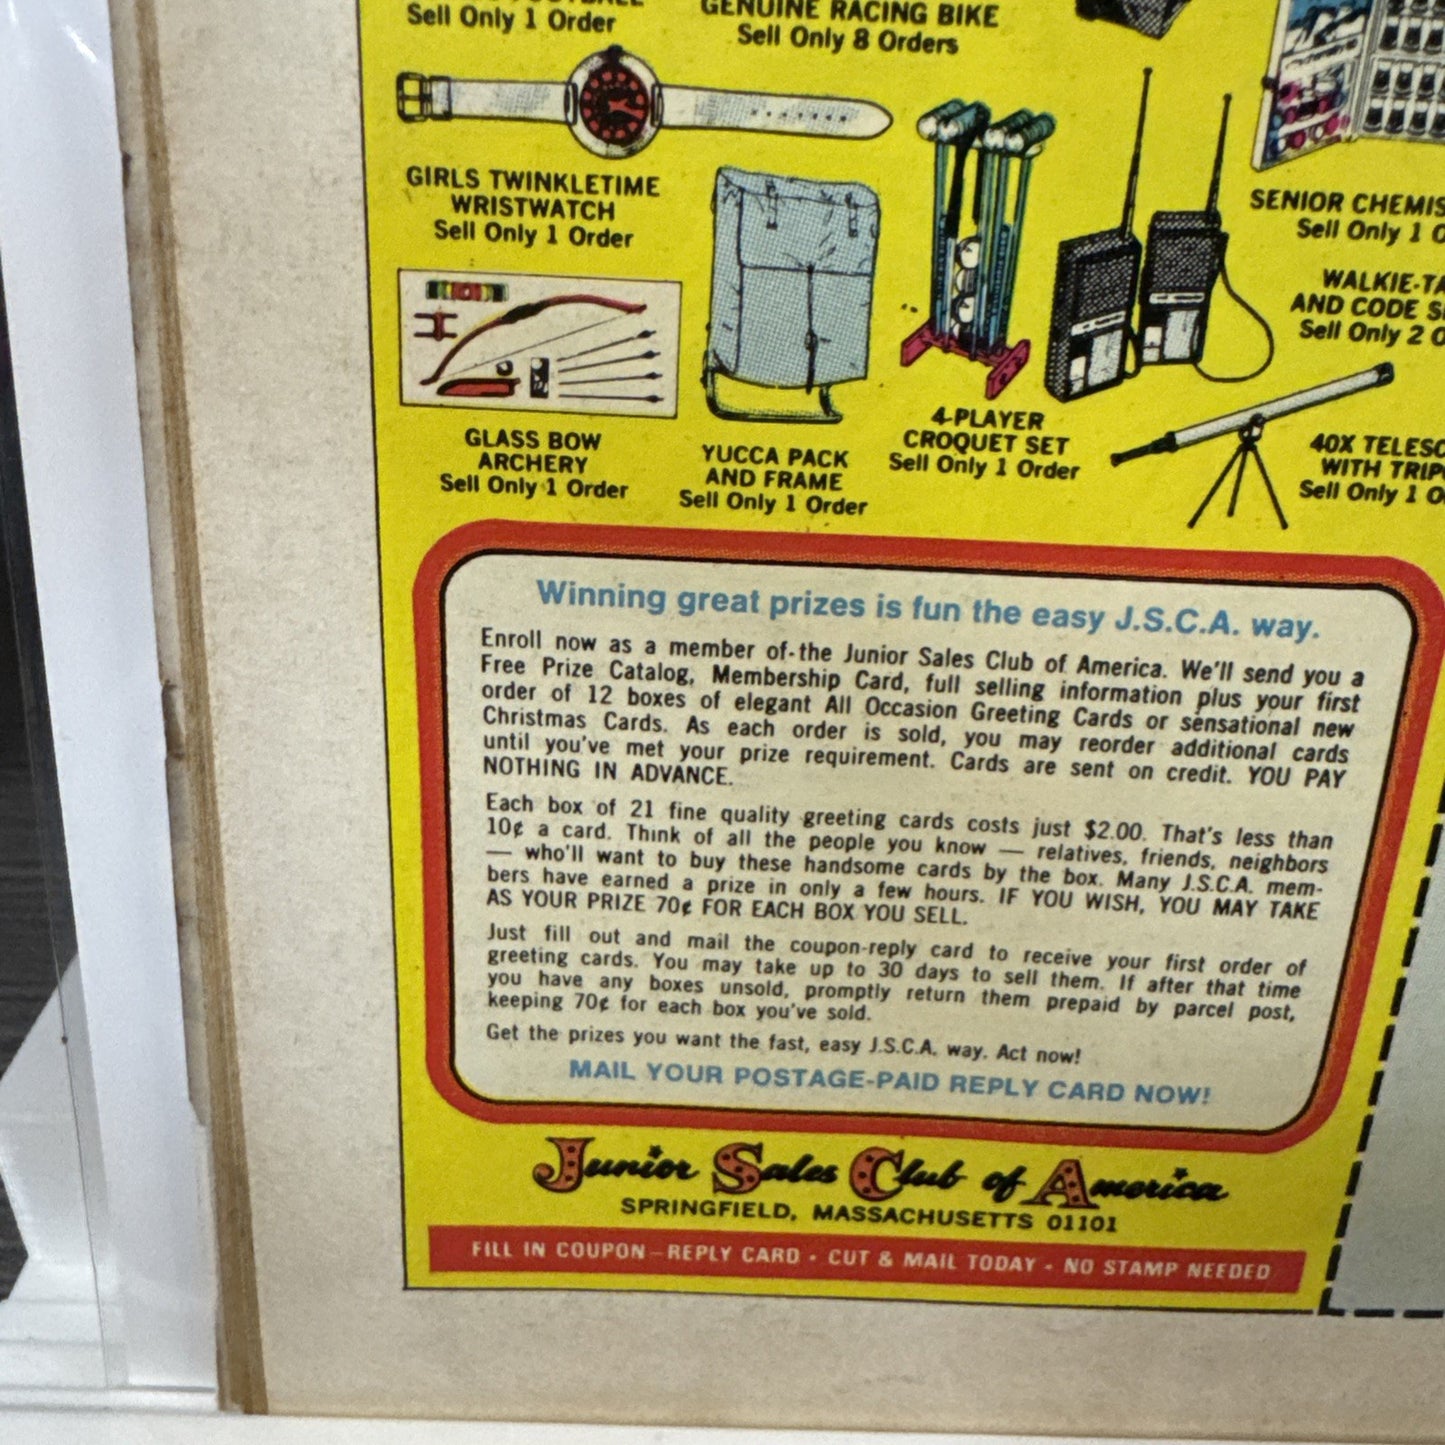 Sell Only 1 Order
GENUINE RACING BIKE
Sell Only 8 Orders
GIRLS TWINKLETIME
WRISTWATCH
Sell Only 1 Order
SENIOR
Sell Only 1
WALKIE-
AND CODE
Sell Only 2
GLASS BOW
ARCHERY
Sell Only 1 Order
YUCCA PACK
AND FRAME
Sell Only 1 Order
4-PLAYER
CROQUET SET
Sell Only 1 Order
40X
WITH
Sell Only 1
Winning great prizes is fun the easy J.S.C.A. way.
Enroll now as a member of the Junior Sales Club of America. We'll send you a
Free Prize Catalog, Membership Card, full selling information plus your first
order of 12 boxes of elegant All Occasion Greeting Cards or sensational new
Christmas Cards. As each order is sold, you may reorder additional cards
until you've met your prize requirement. Cards are sent on credit. YOU PAY
NOTHING IN ADVANCE.
Each box of 21 fine quality greeting cards costs just $2.00. That's less than
10¢ a card. Think of all the people you know — relatives, friends, neighbors
— who'll want to buy these handsome cards by the box. Many J.S.C.A. mem-
bers have earned a prize in only a few hours. IF YOU WISH, YOU MAY TAKE
AS YOUR PRIZE 70¢ FOR EACH BOX YOU SELL.
Just fill out and mail the coupon-reply card to receive your first order of
greeting cards. You may take up to 30 days to sell them. If after that time
you have any boxes unsold, promptly return them prepaid by parcel post,
keeping 70¢ for each box you've sold.
Get the prizes you want the fast, easy J.S.C.A. way. Act now!
MAIL YOUR POSTAGE-PAID REPLY CARD NOW!
Junior Sales Club of America
SPRINGFIELD, MASSACHUSETTS 01101
FILL IN COUPON—REPLY CARD • CUT & MAIL TODAY • NO STAMP NEEDED